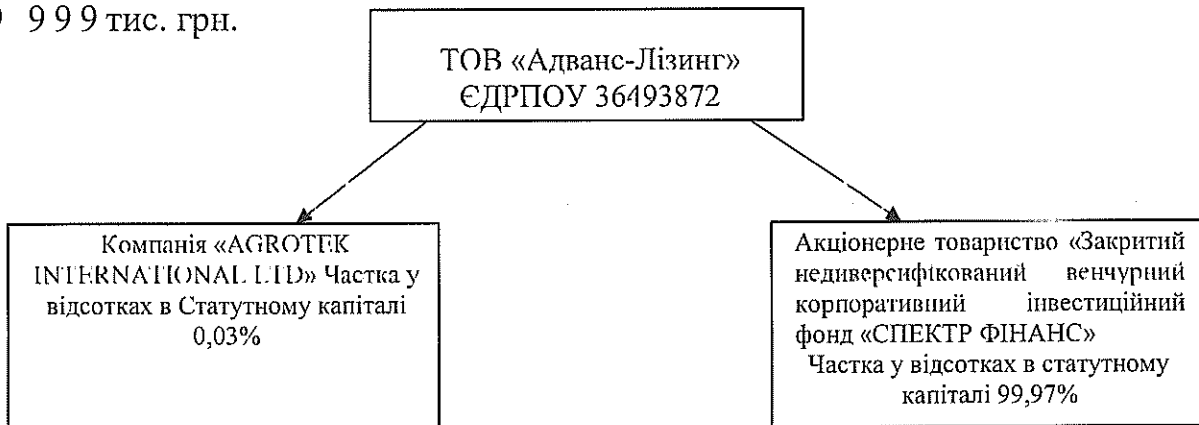 9 9 9 тис. грн.
ТОВ «Адванс-Лізинг»
ЄДРПОУ 36493872
Компанія «AGROTEK
INTERNATIONAL LTD» Частка у
відсотках в Статутному капіталі
0,03%
Акціонерне товариство «Закритий
недиверсифікований венчурний
корпоративний інвестиційний
фонд «СПЕКТР ФІНАНС»
Частка у відсотках в статутному
капіталі 99,97%